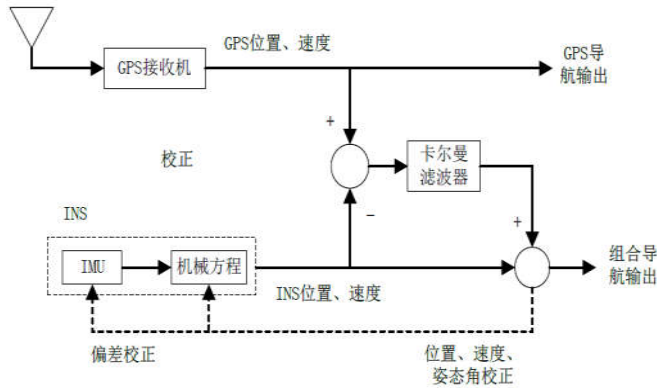 GPS位置、速度
GPS接收机
GPS导
航输出
+
校正
卡尔曼
滤波器
INS
-
+
IMU
机械方程
组合导
航输出
INS位置、速度
偏差校正
位置、速度、
姿态角校正